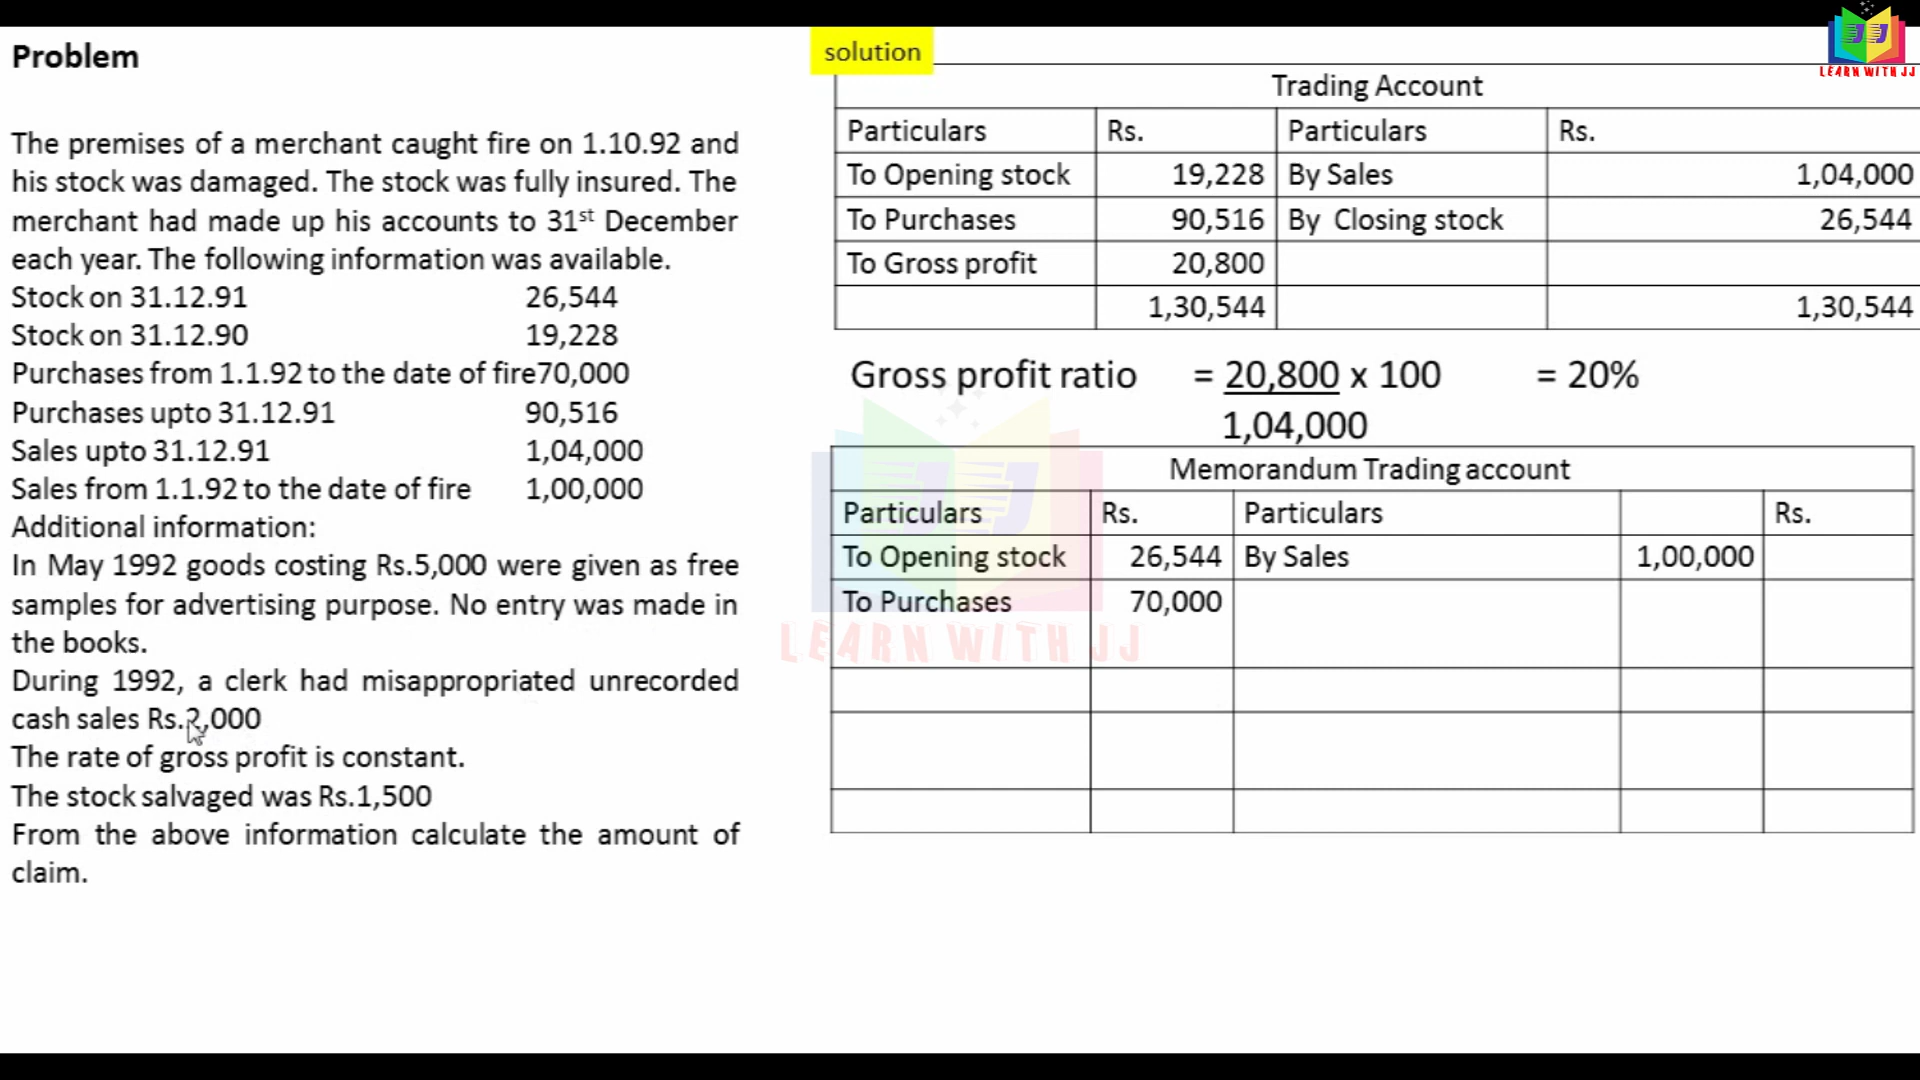 Problem
The premises of a merchant caught fire on 1.10.92 and
his stock was damaged. The stock was fully insured. The
merchant had made up his accounts to 31st December
each year. The following information was available.
Stock on 31.12.91 26,544
Stock on 31.12.90 19,228
Purchases from 1.1.92 to the date of fire70,000
Purchases upto 31.12.91 90,516
Sales upto 31.12.91 1,04,000
Sales from 1.1.92 to the date of fire 1,00,000
Additional information:
In May 1992 goods costing Rs.5,000 were given as free
samples for advertising purpose. No entry was made in
the books.
During 1992, a clerk had misappropriated unrecorded
cash sales Rs.2,000
The rate of gross profit is constant.
The stock salvaged was Rs.1,500
From the above information calculate the amount of
claim.
solution
Trading Account
Particulars Rs. Particulars Rs.
To Opening stock 19,228 By Sales 1,04,000
To Purchases 90,516 By Closing stock 26,544
To Gross profit 20,800
1,30,544 1,30,544
Gross profit ratio = 20,800 x 100 = 20%
1,04,000
Memorandum Trading account
Particulars Rs. Particulars Rs.
To Opening stock 26,544 By Sales 1,00,000
To Purchases 70,000
JJ
LEARN WITH JJ
JJ
LEARN WITH JJ